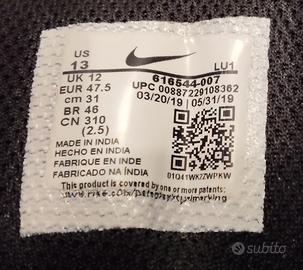 US
13
LU1
UK 12
616544-007
EUR 47.5
UPC 00887229108362
cm 31
03/20/19 05/31/19
BR 46
CN 310
(2.5)
MADE IN INDIA
HECHO EN INDIA
FABRIQUE EN INDE
FABRICADO NA ÍNDIA
01041WKZZWPKW
This product is covered by one or more patents:
subito